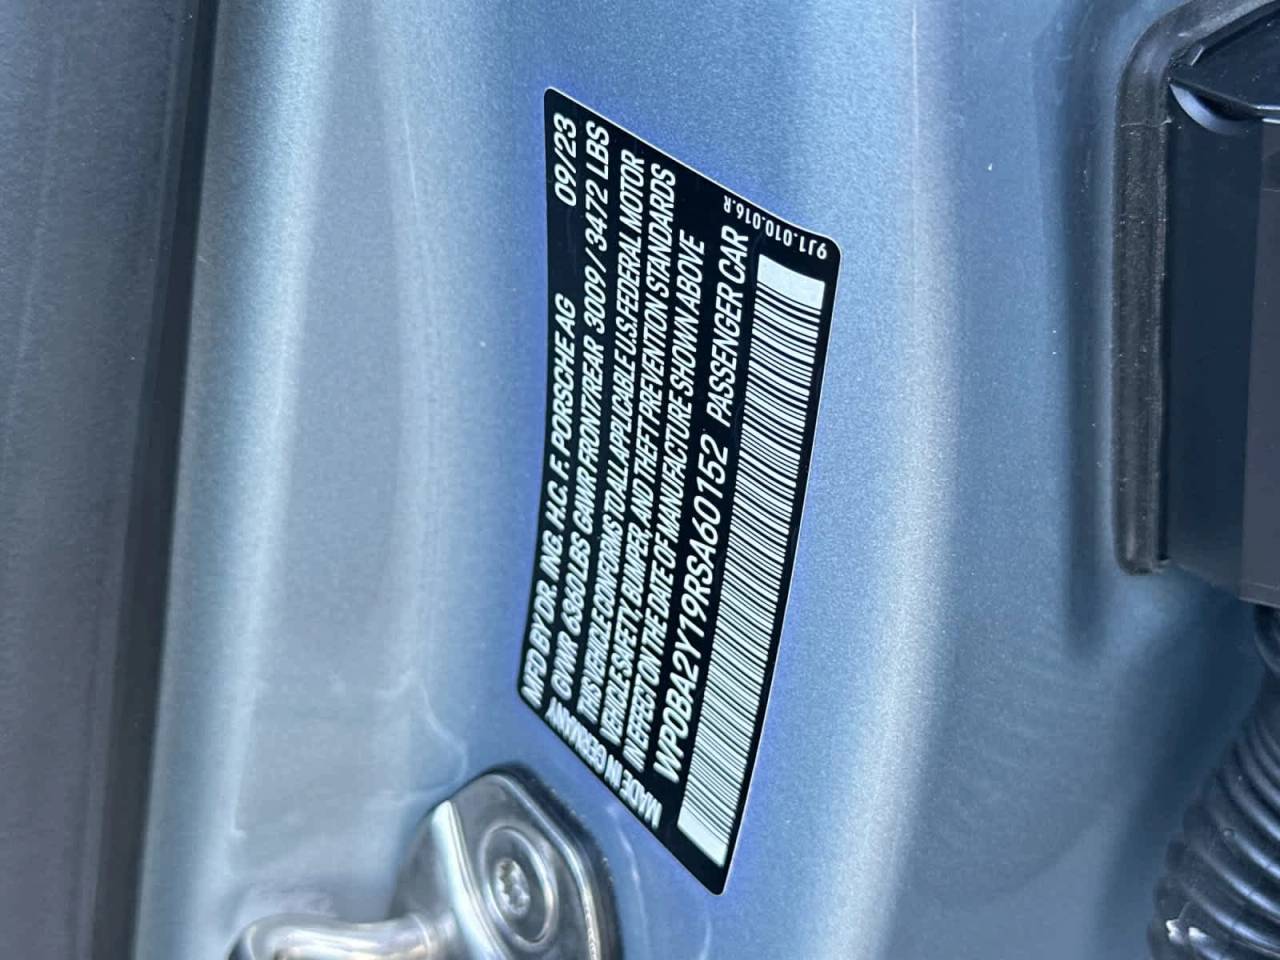 MFD BY DR. ING. H.C. F. PORSCHE AG 09/23
GVWR 6360LBS GAWR FRONT/REAR 3009/3472 LBS
THIS VEHICLE CONFORMS TO ALL APPLICABLE U.S. FEDERAL MOTOR
VEHICLE SAFETY, BUMPER, AND THEFT PREVENTION STANDARDS
IN EFFECT ON THE DATE OF MANUFACTURE SHOWN ABOVE
WP0BA2Y19RSA60152 PASSENGER CAR
MADE IN GERMANY
9J1.010.016.R